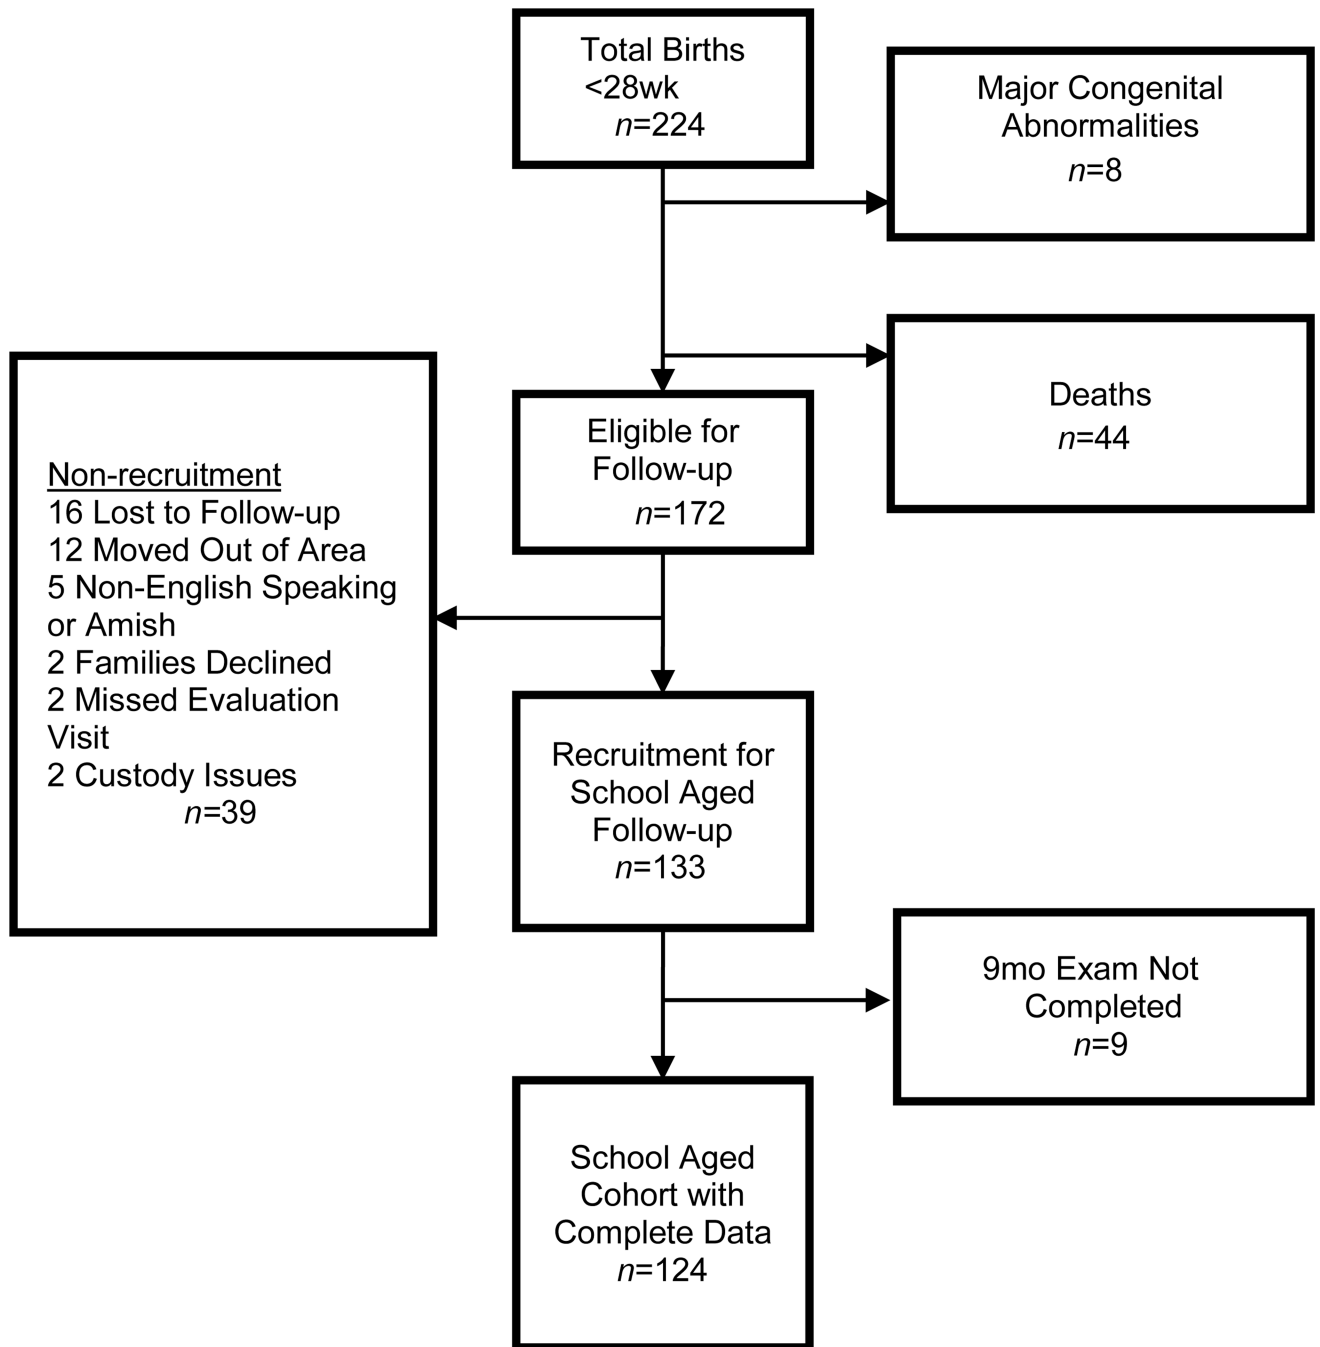 Total Births
<28wk
n=224
Major Congenital
Abnormalities
n=8
Deaths
n=44
Eligible for
Follow-up
n=172
Non-recruitment
16 Lost to Follow-up
12 Moved Out of Area
5 Non-English Speaking
or Amish
2 Families Declined
2 Missed Evaluation
Visit
2 Custody Issues
n=39
Recruitment for
School Aged
Follow-up
n=133
9mo Exam Not
Completed
n=9
School Aged
Cohort with
Complete Data
n=124